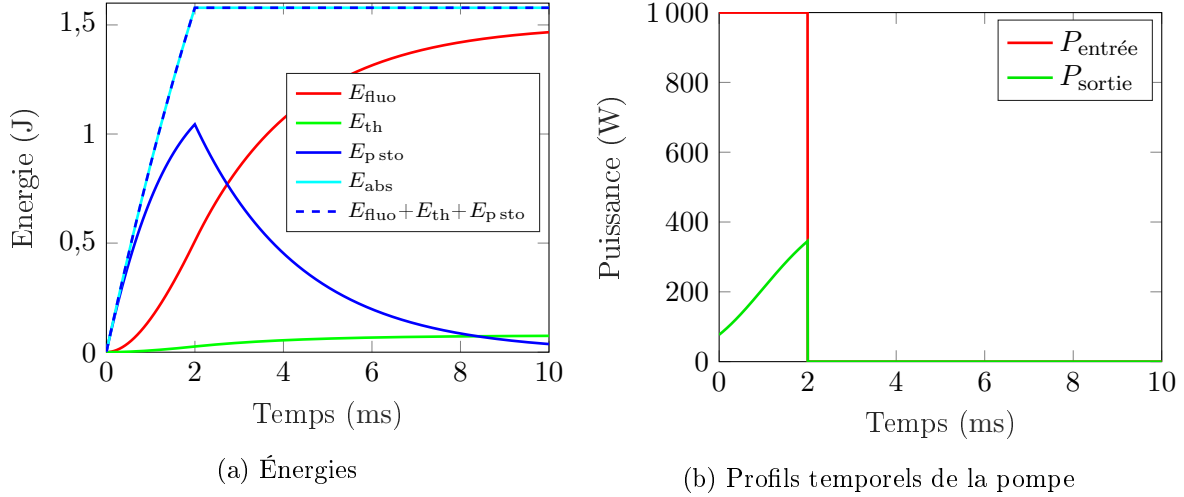 Energie (J)
1,5
1
0,5
0
0 2 4 6 8 10
Temps (ms)
E_fluo
E_th
E_p sto
E_abs
E_fluo+E_th+E_p sto
(a) Énergies
Puissance (W)
1 000
800
600
400
200
0
0 2 4 6 8 10
Temps (ms)
P_entrée
P_sortie
(b) Profils temporels de la pompe